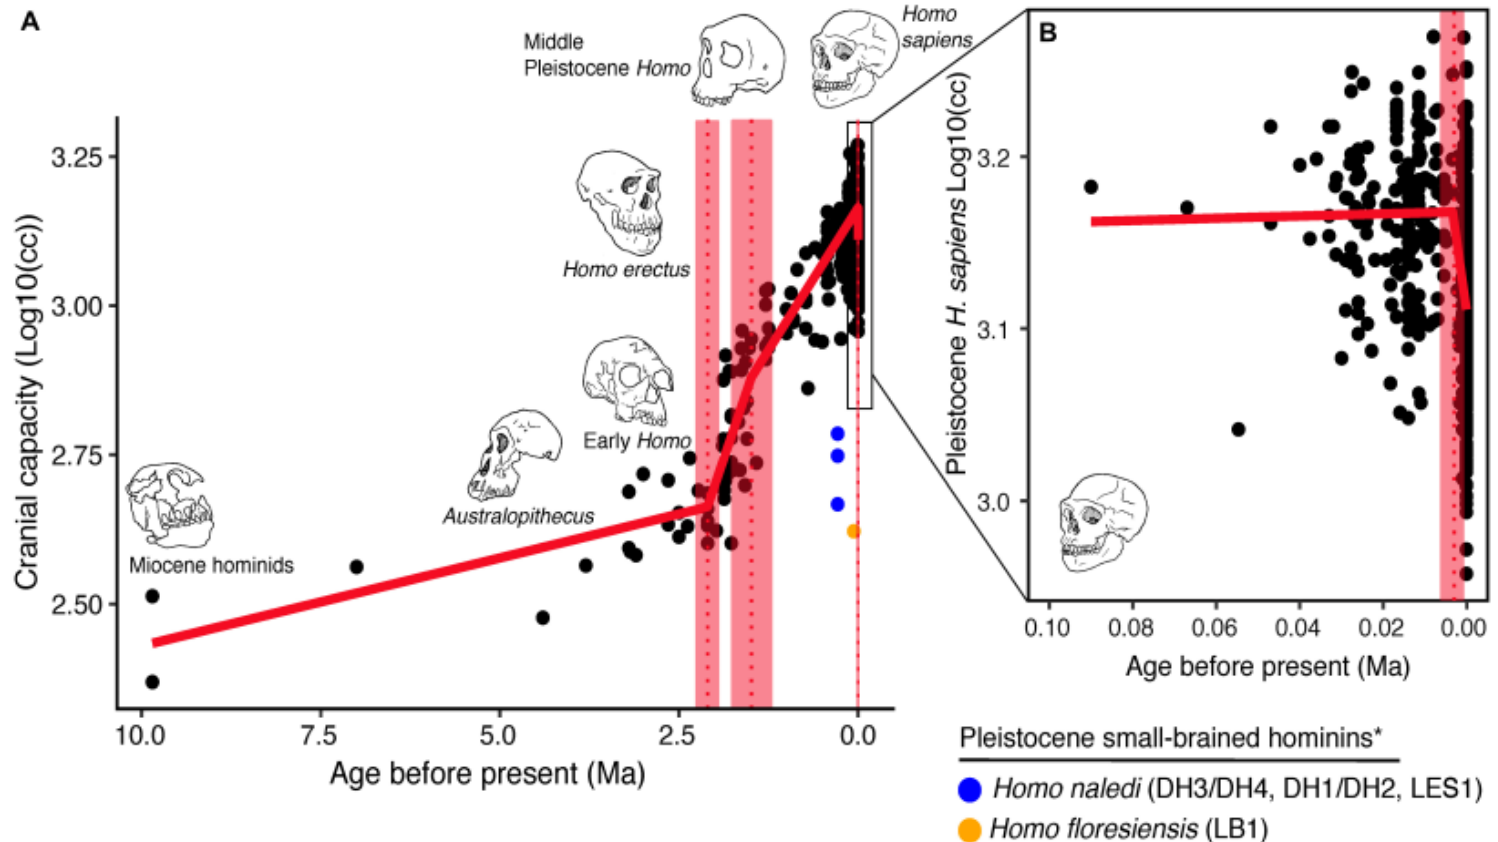 A
Middle
Pleistocene Homo
Homo
sapiens
Homo erectus
Early Homo
Australopithecus
Miocene hominids
Cranial capacity (Log10(cc))
3.25
3.00
2.75
2.50
10.0
7.5
5.0
2.5
0.0
Age before present (Ma)
B
Pleistocene H. sapiens Log10(cc)
3.2
3.1
3.0
0.10
0.08
0.06
0.04
0.02
0.00
Age before present (Ma)
Pleistocene small-brained hominins*
Homo naledi (DH3/DH4, DH1/DH2, LES1)
Homo floresiensis (LB1)